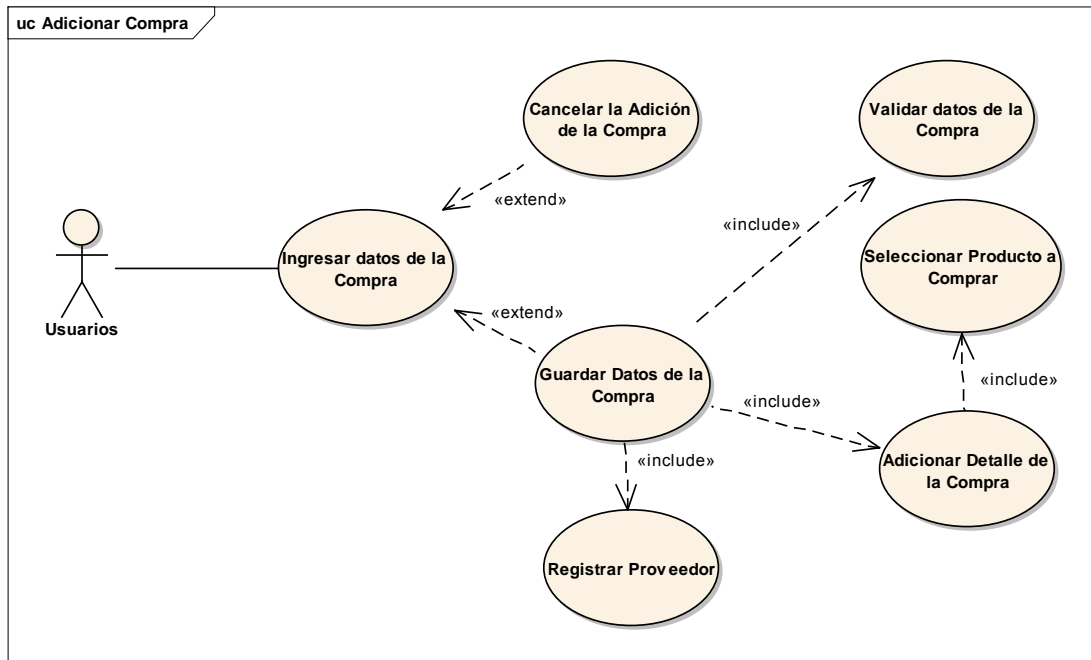 uc Adicionar Compra
Cancelar la Adición
de la Compra
Validar datos de la
Compra
«extend»
«include»
Ingresar datos de la
Compra
Seleccionar Producto a
Comprar
Usuarios
«extend»
Guardar Datos de la
Compra
«include»
«include»
Adicionar Detalle de
la Compra
«include»
Registrar Proveedor